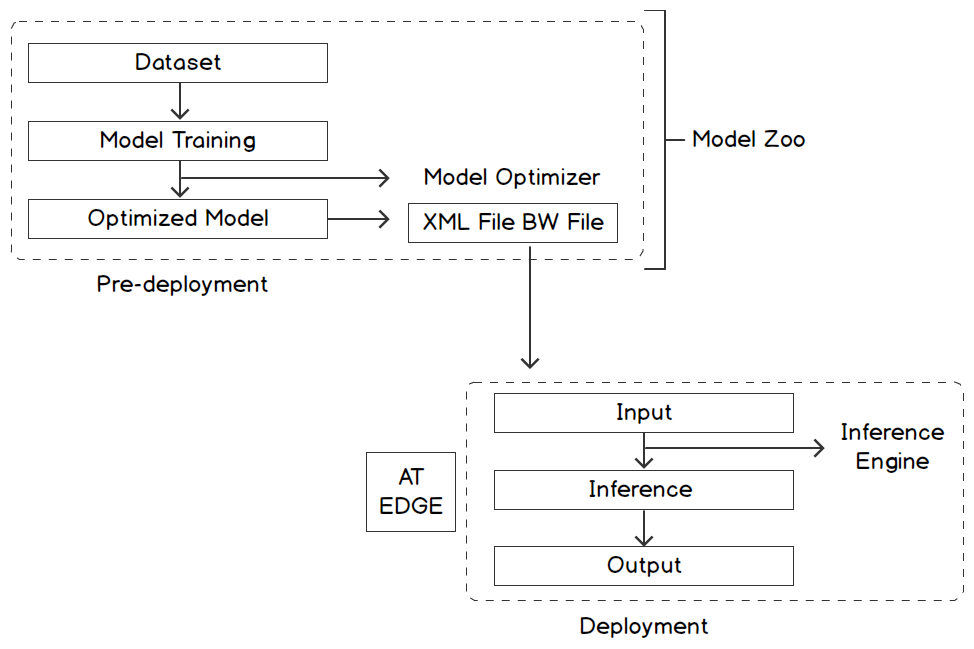 Dataset
Model Training
Model Zoo
Model Optimizer
Optimized Model
XML File BW File
Pre-deployment
Input
Inference
Engine
AT
EDGE
Inference
Output
Deployment